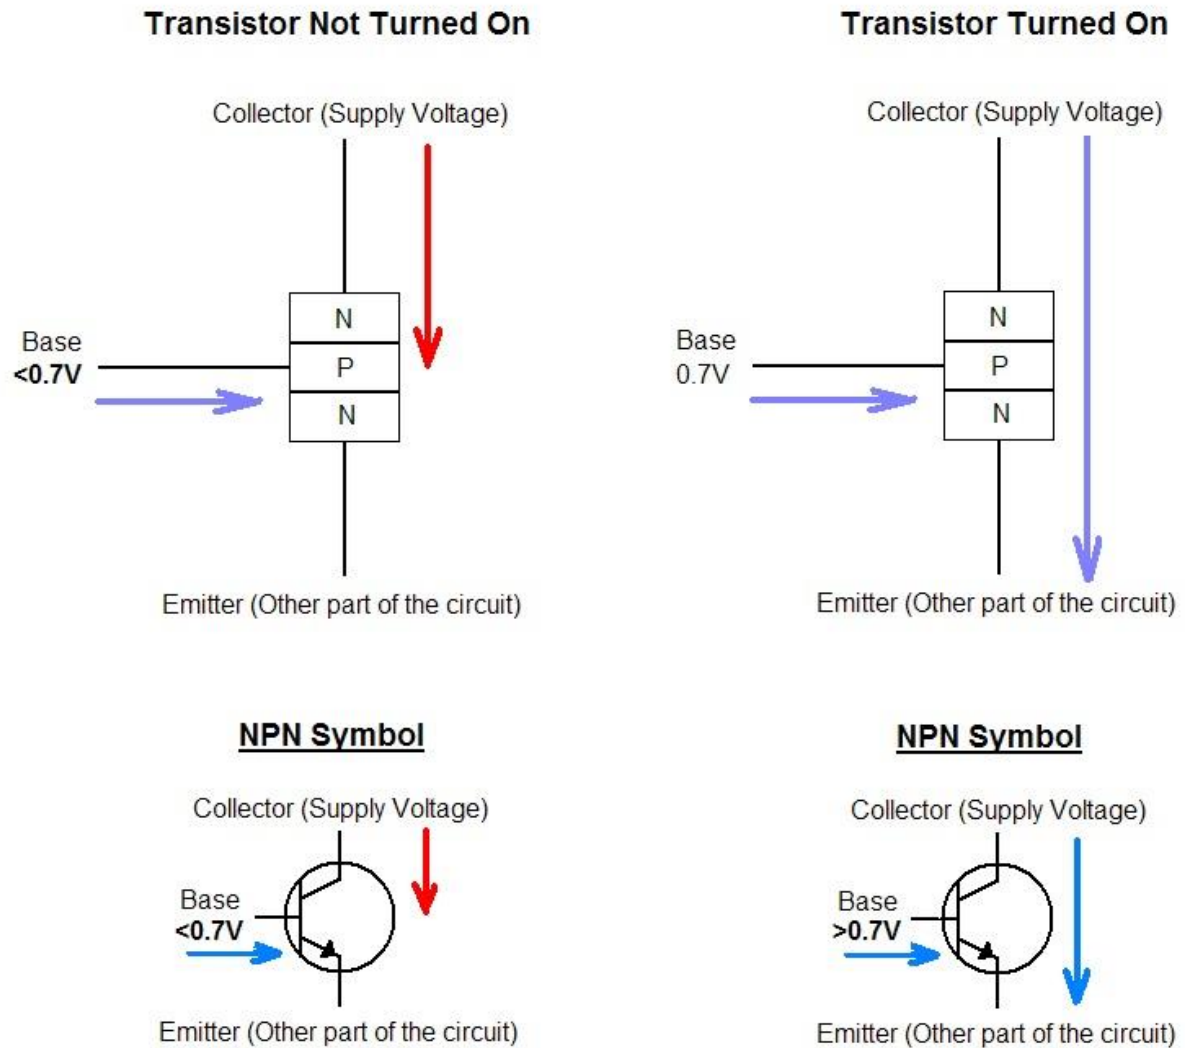 Transistor Not Turned On
Collector (Supply Voltage)
N
Base
P
<0.7V
N
Emitter (Other part of the circuit)
NPN Symbol
Collector (Supply Voltage)
Base
<0.7V
Emitter (Other part of the circuit)
Transistor Turned On
Collector (Supply Voltage)
N
Base
P
0.7V
N
Emitter (Other part of the circuit)
NPN Symbol
Collector (Supply Voltage)
Base
>0.7V
Emitter (Other part of the circuit)